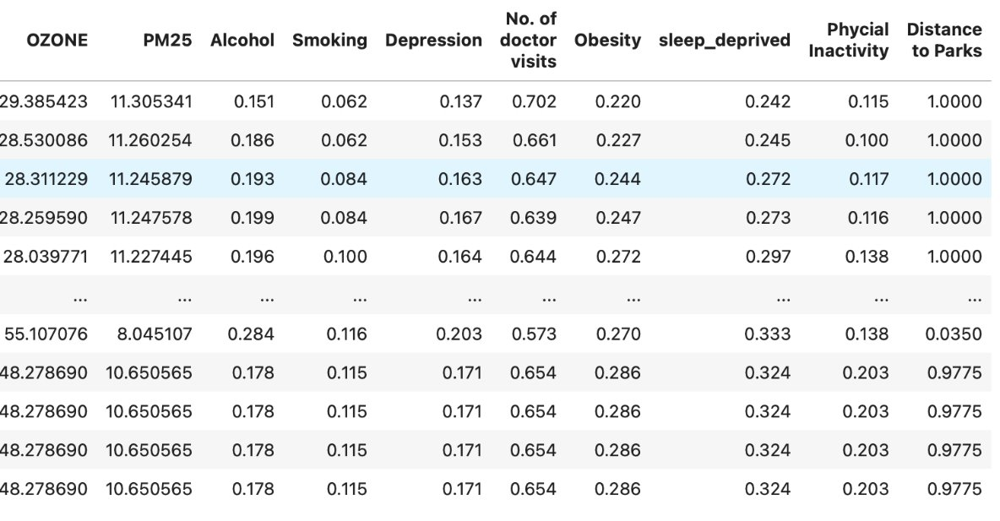 OZONE PM25 Alcohol Smoking Depression No. of doctor visits Obesity sleep_deprived Phycial Inactivity Distance to Parks
29.385423 11.305341 0.151 0.062 0.137 0.702 0.220 0.242 0.115 1.0000
28.530086 11.260254 0.186 0.062 0.153 0.661 0.227 0.245 0.100 1.0000
28.311229 11.245879 0.193 0.084 0.163 0.647 0.244 0.272 0.117 1.0000
28.259590 11.247578 0.199 0.084 0.167 0.639 0.247 0.273 0.116 1.0000
28.039771 11.227445 0.196 0.100 0.164 0.644 0.272 0.297 0.138 1.0000
... ... ... ... ... ... ... ... ... ...
55.107076 8.045107 0.284 0.116 0.203 0.573 0.270 0.333 0.138 0.0350
48.278690 10.650565 0.178 0.115 0.171 0.654 0.286 0.324 0.203 0.9775
48.278690 10.650565 0.178 0.115 0.171 0.654 0.286 0.324 0.203 0.9775
48.278690 10.650565 0.178 0.115 0.171 0.654 0.286 0.324 0.203 0.9775
48.278690 10.650565 0.178 0.115 0.171 0.654 0.286 0.324 0.203 0.9775